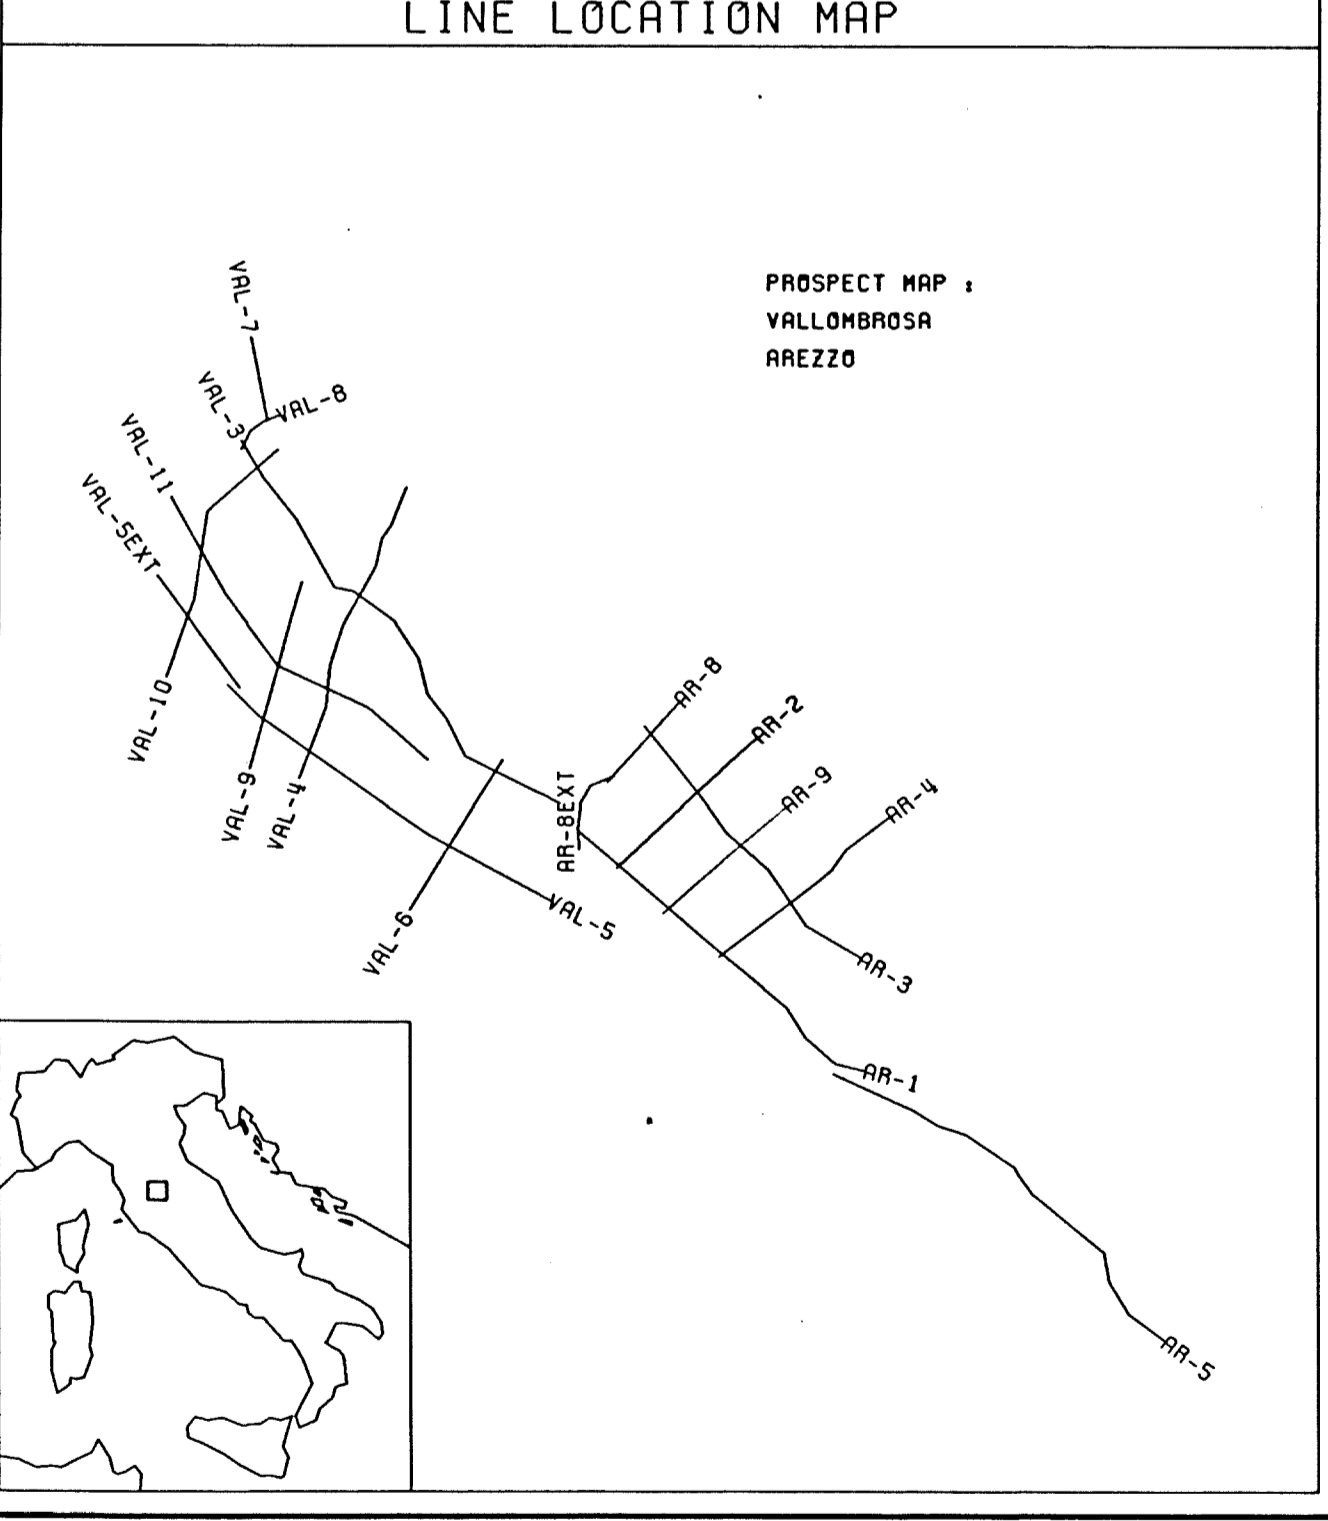 LINE LOCATION MAP
PROSPECT MAP :
VALLOMBROSA
AREZZO
VAL-7
VAL-3
VAL-8
VAL-11
VAL-5EXT
VAL-10
VAL-9
VAL-4
VAL-6
VAL-5
AR-8EXT
AR-8
AR-2
AR-9
AR-4
AR-3
AR-1
AR-5